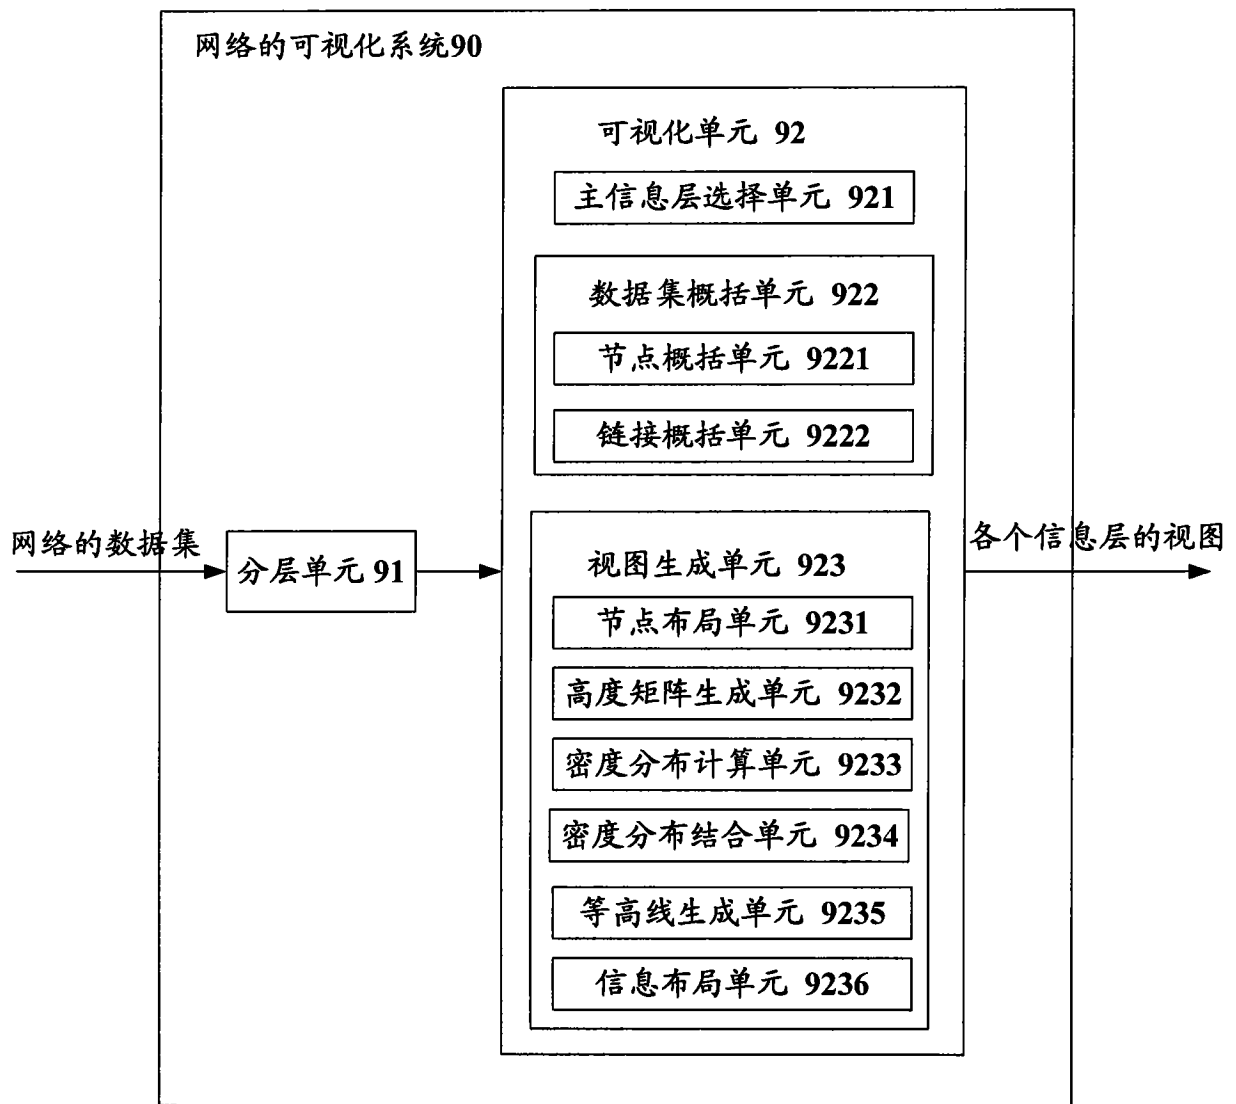 网络的可视化系统90
可视化单元 92
主信息层选择单元 921
数据集概括单元 922
节点概括单元 9221
链接概括单元 9222
网络的数据集
分层单元 91
各个信息层的视图
视图生成单元 923
节点布局单元 9231
高度矩阵生成单元 9232
密度分布计算单元 9233
密度分布结合单元 9234
等高线生成单元 9235
信息布局单元 9236